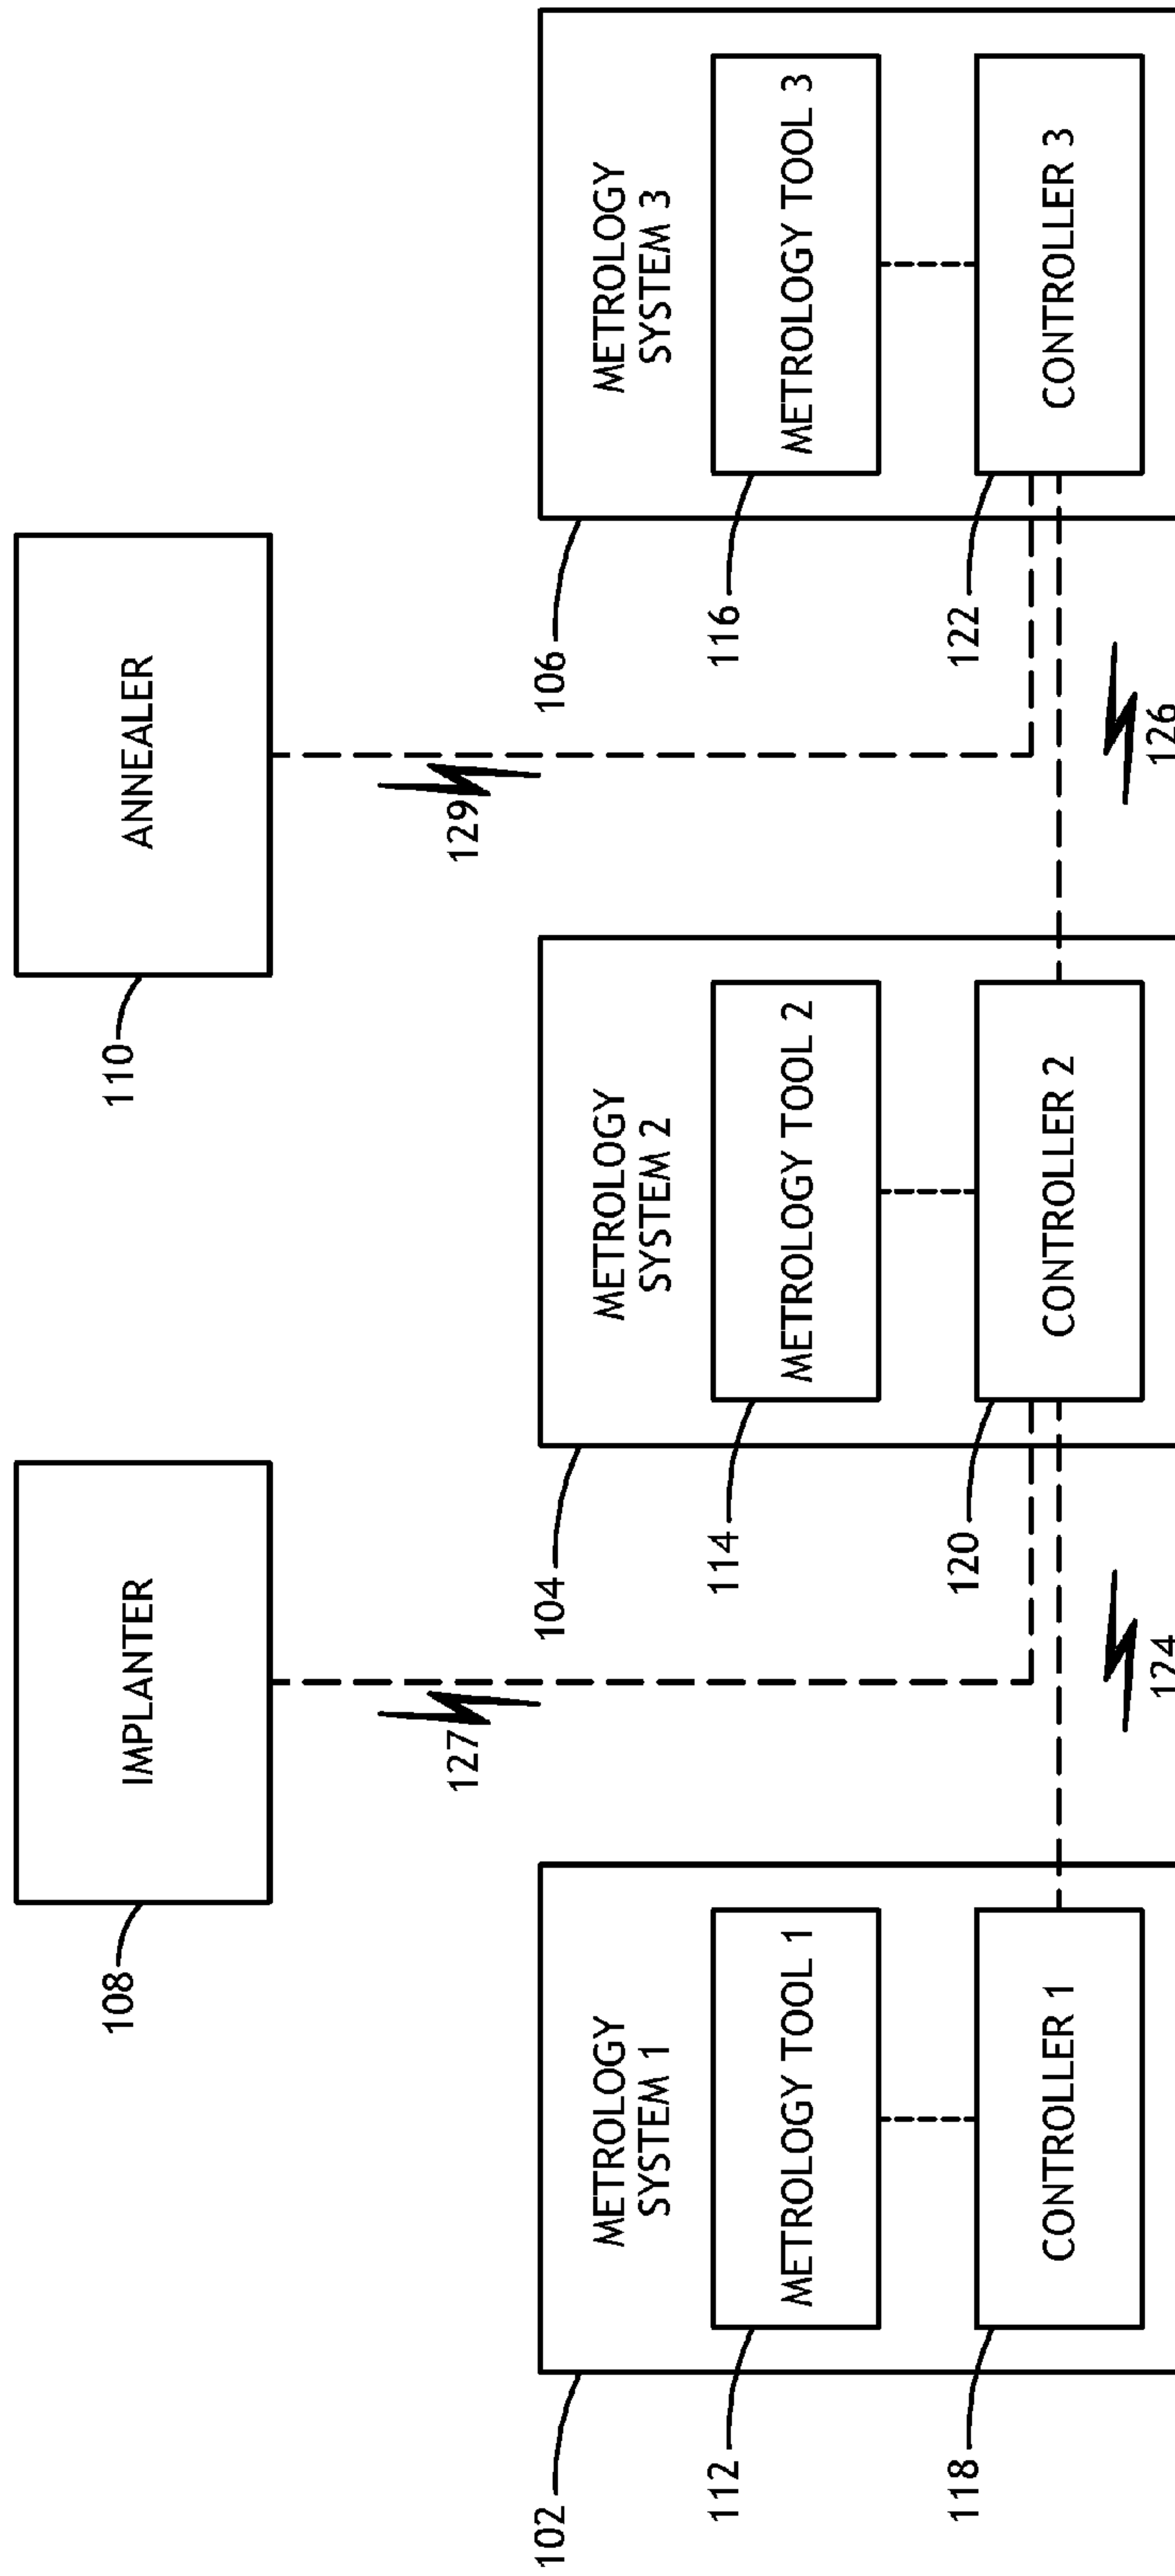 108
IMPLANTER
110
ANNEALER
127
129
102
METROLOGY
SYSTEM 1
104
METROLOGY
SYSTEM 2
106
METROLOGY
SYSTEM 3
112
METROLOGY TOOL 1
114
METROLOGY TOOL 2
116
METROLOGY TOOL 3
118
CONTROLLER 1
120
CONTROLLER 2
122
CONTROLLER 3
124
126